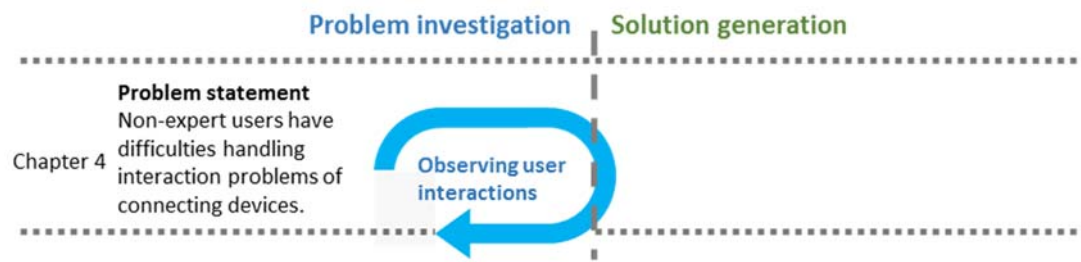 Problem investigation
Solution generation
Chapter 4
Problem statement
Non-expert users have
difficulties handling
interaction problems of
connecting devices.
Observing user
interactions